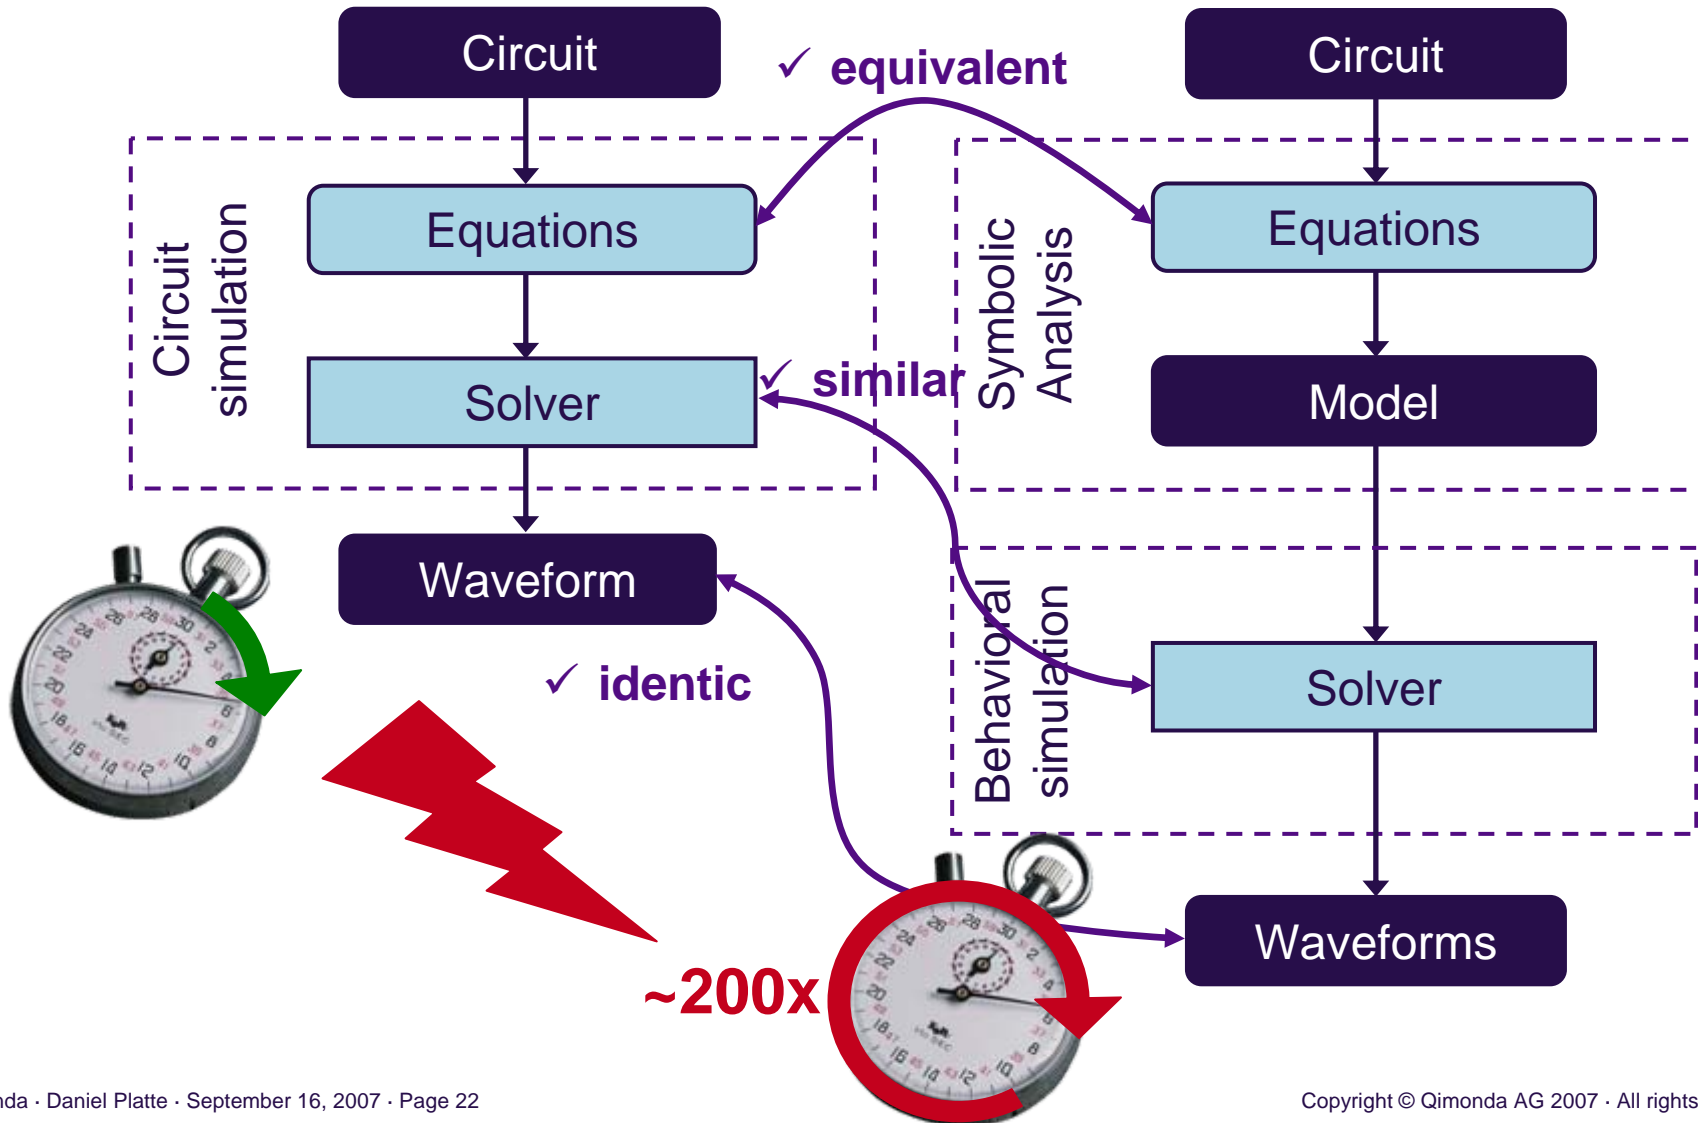 Circuit
✓ equivalent
Circuit
Circuit
simulation
Equations
Symbolic
Analysis
Equations
Solver
✓ similar
Model
Waveform
✓ identic
Behavioral
simulation
Solver
~200x
Waveforms
nda · Daniel Platte · September 16, 2007 · Page 22
Copyright © Qimonda AG 2007 · All rights